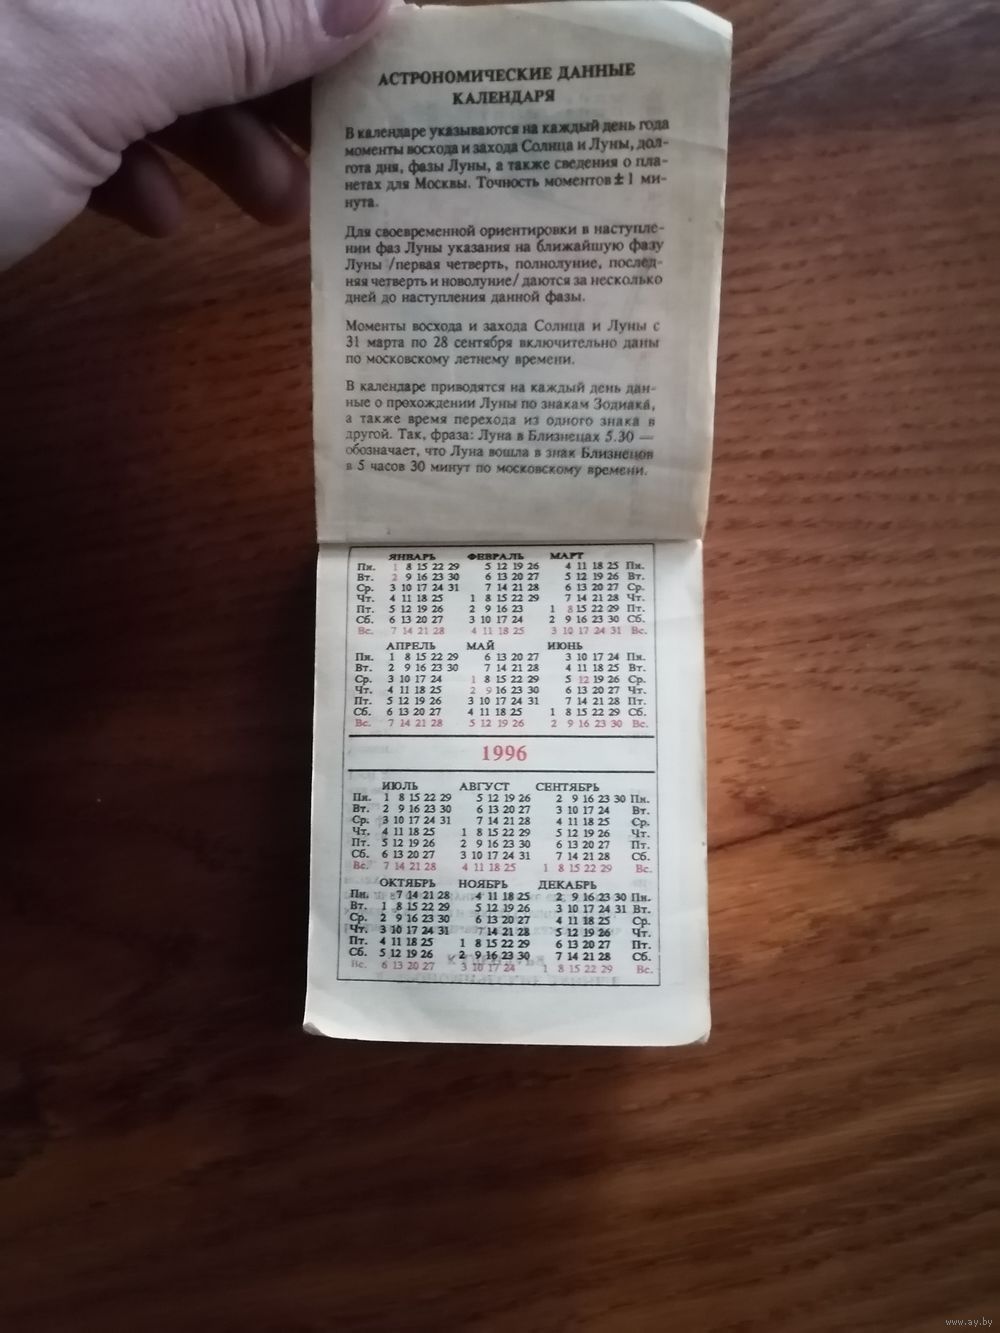 АСТРОНОМИЧЕСКИЕ ДАННЫЕ
КАЛЕНДАРЯ
В календаре указываются на каждый день года
моменты восхода и захода Солнца и Луны, дол-
гота дня, фазы Луны, а также сведения о пла-
нетах для Москвы. Точность моментов ± 1 ми-
нута.
Для своевременной ориентировки в наступле-
нии фаз Луны указания на ближайшую фазу
Луны /первая четверть, полнолуние, послед-
няя четверть и новолуние/ даются за несколько
дней до наступления данной фазы.
Моменты восхода и захода Солнца и Луны с
31 марта по 28 сентября включительно даны
по московскому летнему времени.
В календаре приводятся на каждый день дан-
ные о прохождении Луны по знакам Зодиака,
а также время перехода из одного знака в
другой. Так, фраза: Луна в Близнецах 5.30 —
обозначает, что Луна вошла в знак Близнецов
в 5 часов 30 минут по московскому времени.
ЯНВАРЬ ФЕВРАЛЬ МАРТ
Пн. 1 8 15 22 29 5 12 19 26 4 11 18 25 Пн.
Вт. 2 9 16 23 30 6 13 20 27 5 12 19 26 Вт.
Ср. 3 10 17 24 31 7 14 21 28 6 13 20 27 Ср.
Чт. 4 11 18 25 1 8 15 22 29 7 14 21 28 Чт.
Пт. 5 12 19 26 2 9 16 23 1 8 15 22 29 Пт.
Сб. 6 13 20 27 3 10 17 24 2 9 16 23 30 Сб.
Вс. 7 14 21 28 4 11 18 25 3 10 17 24 31 Вс.
АПРЕЛЬ МАЙ ИЮНЬ
Пн. 1 8 15 22 29 6 13 20 27 3 10 17 24 Пн.
Вт. 2 9 16 23 30 7 14 21 28 4 11 18 25 Вт.
Ср. 3 10 17 24 1 8 15 22 29 5 12 19 26 Ср.
Чт. 4 11 18 25 2 9 16 23 30 6 13 20 27 Чт.
Пт. 5 12 19 26 3 10 17 24 31 7 14 21 28 Пт.
Сб. 6 13 20 27 4 11 18 25 1 8 15 22 29 Сб.
Вс. 7 14 21 28 5 12 19 26 2 9 16 23 30 Вс.
1996
ИЮЛЬ АВГУСТ СЕНТЯБРЬ
Пн. 1 8 15 22 29 5 12 19 26 2 9 16 23 30 Пн.
Вт. 2 9 16 23 30 6 13 20 27 3 10 17 24 Вт.
Ср. 3 10 17 24 31 7 14 21 28 4 11 18 25 Ср.
Чт. 4 11 18 25 1 8 15 22 29 5 12 19 26 Чт.
Пт. 5 12 19 26 2 9 16 23 30 6 13 20 27 Пт.
Сб. 6 13 20 27 3 10 17 24 31 7 14 21 28 Сб.
Вс. 7 14 21 28 4 11 18 25 1 8 15 22 29 Вс.
ОКТЯБРЬ НОЯБРЬ ДЕКАБРЬ
Пн. 7 14 21 28 4 11 18 25 2 9 16 23 30 Пн.
Вт. 1 8 15 22 29 5 12 19 26 3 10 17 24 31 Вт.
Ср. 2 9 16 23 30 6 13 20 27 4 11 18 25 Ср.
Чт. 3 10 17 24 31 7 14 21 28 5 12 19 26 Чт.
Пт. 4 11 18 25 1 8 15 22 29 6 13 20 27 Пт.
Сб. 5 12 19 26 2 9 16 23 30 7 14 21 28 Сб.
Вс. 6 13 20 27 3 10 17 24 1 8 15 22 29 Вс.
www.ay.by